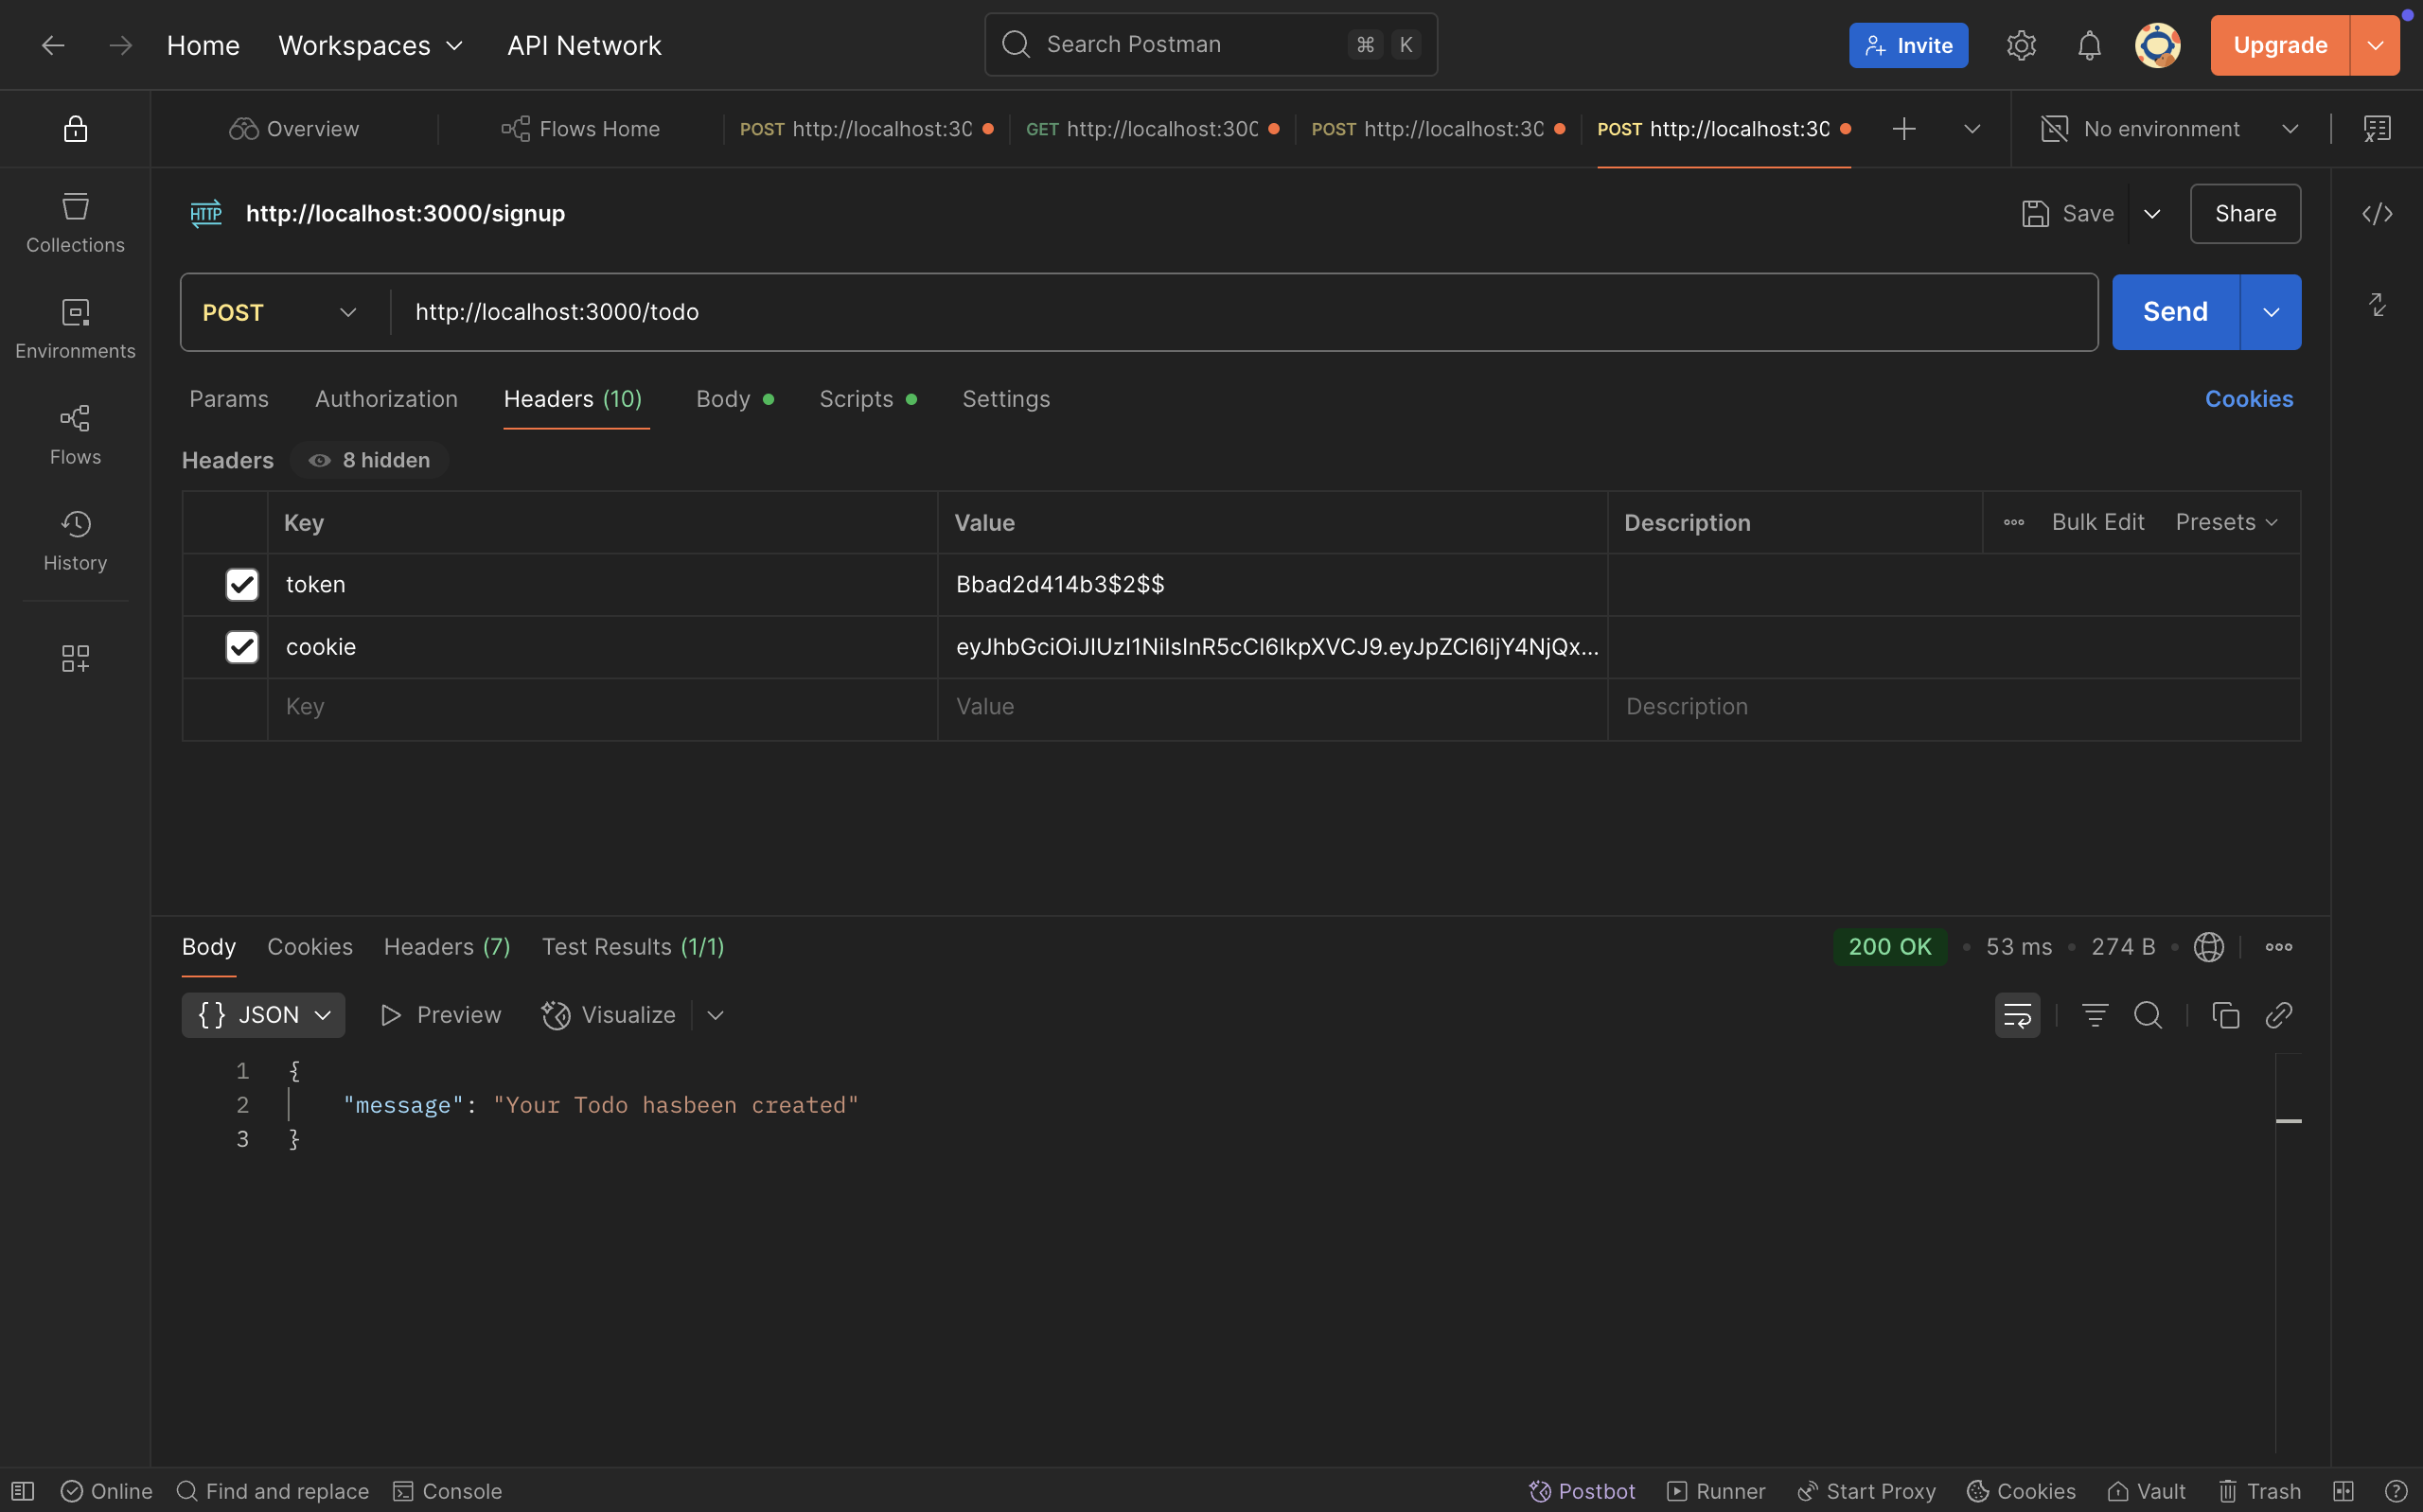 Home Workspaces API Network Search Postman ⌘ K Invite Upgrade
Overview Flows Home POST http://localhost:30 GET http://localhost:300 POST http://localhost:30 POST http://localhost:30 No environment
HTTP http://localhost:3000/signup Save Share
Collections
Environments
Flows
History
POST http://localhost:3000/todo Send
Params Authorization Headers (10) Body Scripts Settings Cookies
Headers 8 hidden
Key Value Description Bulk Edit Presets
token Bbad2d414b3$2$$
cookie eyJhbGciOiJIUzI1NiIsInR5cCI6IkpXVCJ9.eyJpZCI6IjY4NjQx...
Key Value Description
Body Cookies Headers (7) Test Results (1/1) 200 OK 53 ms 274 B
{} JSON Preview Visualize
1 {
2 "message": "Your Todo hasbeen created"
3 }
Online Find and replace Console Postbot Runner Start Proxy Cookies Vault Trash